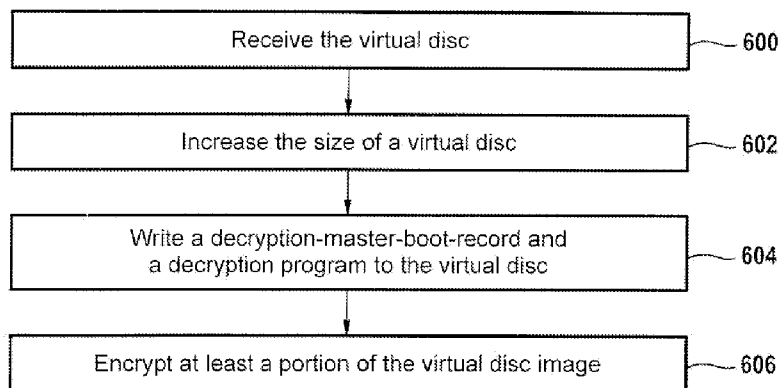 Receive the virtual disc
600
Increase the size of a virtual disc
602
Write a decryption-master-boot-record and
a decryption program to the virtual disc
604
Encrypt at least a portion of the virtual disc image
606